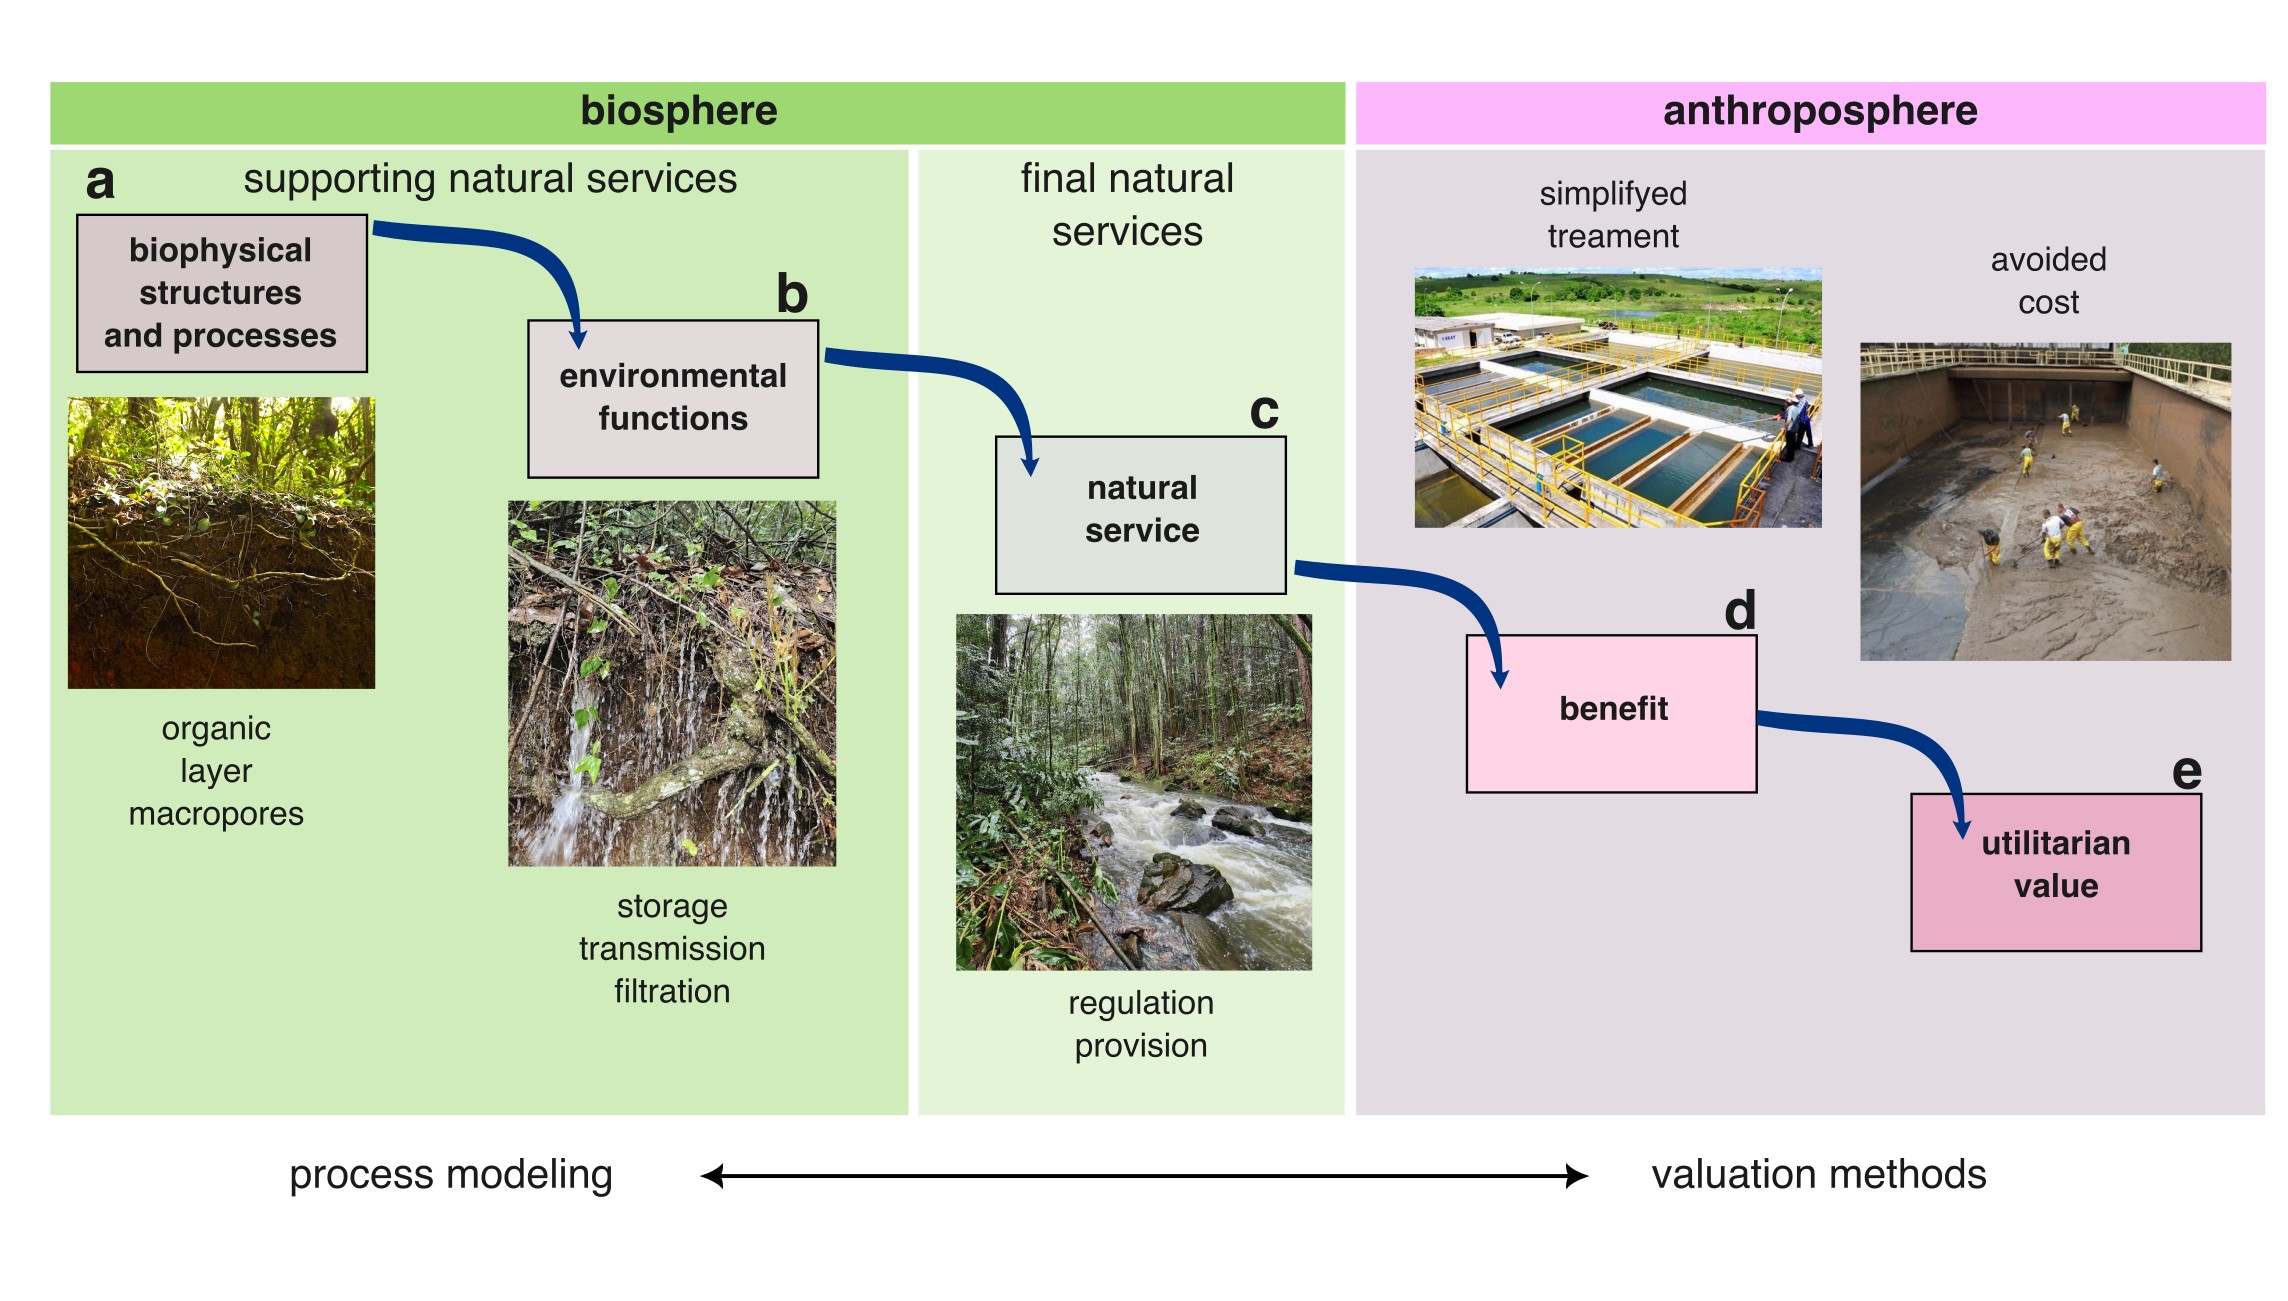 biosphere
anthroposphere
a
supporting natural services
biophysical
structures
and processes
organic
layer
macropores
b
environmental
functions
storage
transmission
filtration
final natural
services
c
natural
service
regulation
provision
simplifyed
treament
avoided
cost
d
benefit
e
utilitarian
value
process modeling
valuation methods